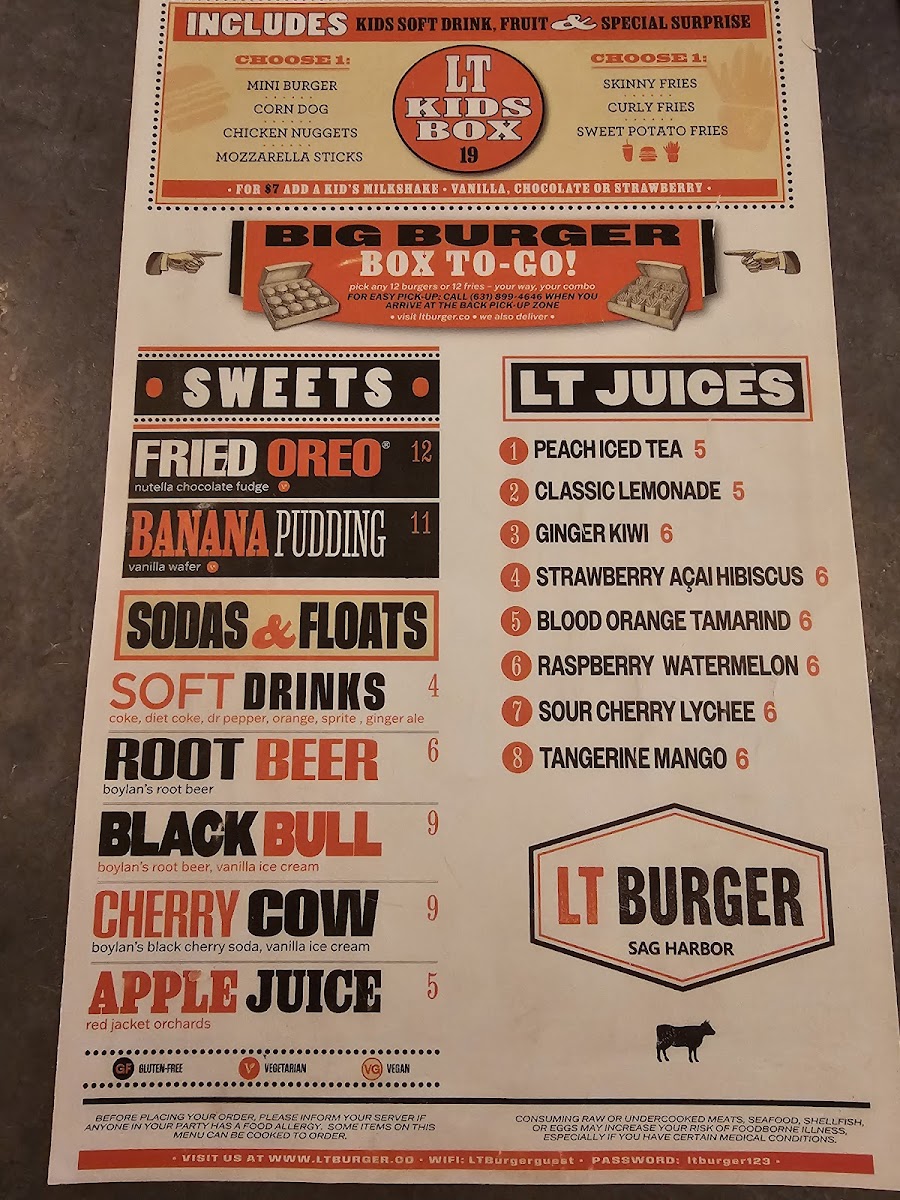 INCLUDES KIDS SOFT DRINK, FRUIT & SPECIAL SURPRISE
CHOOSE 1:
MINI BURGER
CORN DOG
CHICKEN NUGGETS
MOZZARELLA STICKS
LT
KIDS
BOX
19
CHOOSE 1:
SKINNY FRIES
CURLY FRIES
SWEET POTATO FRIES
• FOR $7 ADD A KID'S MILKSHAKE • VANILLA, CHOCOLATE OR STRAWBERRY •
BIG BURGER
BOX TO-GO!
pick any 12 burgers or 12 fries – your way, your combo
FOR EASY PICK-UP: CALL (631) 899-4646 WHEN YOU
ARRIVE AT THE BACK PICK-UP ZONE
• visit ltburger.co • we also deliver •
SWEETS
FRIED OREO® 12
nutella chocolate fudge V
BANANA PUDDING 11
vanilla wafer V
SODAS & FLOATS
SOFT DRINKS 4
coke, diet coke, dr pepper, orange, sprite , ginger ale
ROOT BEER 6
boylan's root beer
BLACK BULL 9
boylan's root beer, vanilla ice cream
CHERRY COW 9
boylan's black cherry soda, vanilla ice cream
APPLE JUICE 5
red jacket orchards
GF GLUTEN-FREE V VEGETARIAN VG VEGAN
LT JUICES
1 PEACH ICED TEA 5
2 CLASSIC LEMONADE 5
3 GINGER KIWI 6
4 STRAWBERRY AÇAI HIBISCUS 6
5 BLOOD ORANGE TAMARIND 6
6 RASPBERRY WATERMELON 6
7 SOUR CHERRY LYCHEE 6
8 TANGERINE MANGO 6
LT BURGER
SAG HARBOR
BEFORE PLACING YOUR ORDER, PLEASE INFORM YOUR SERVER IF
ANYONE IN YOUR PARTY HAS A FOOD ALLERGY. SOME ITEMS ON THIS
MENU CAN BE COOKED TO ORDER.
CONSUMING RAW OR UNDERCOOKED MEATS, SEAFOOD, SHELLFISH,
OR EGGS MAY INCREASE YOUR RISK OF FOODBORNE ILLNESS,
ESPECIALLY IF YOU HAVE CERTAIN MEDICAL CONDITIONS.
• VISIT US AT WWW.LTBURGER.CO • WIFI: LTBurgerguest • PASSWORD: ltburger123 •